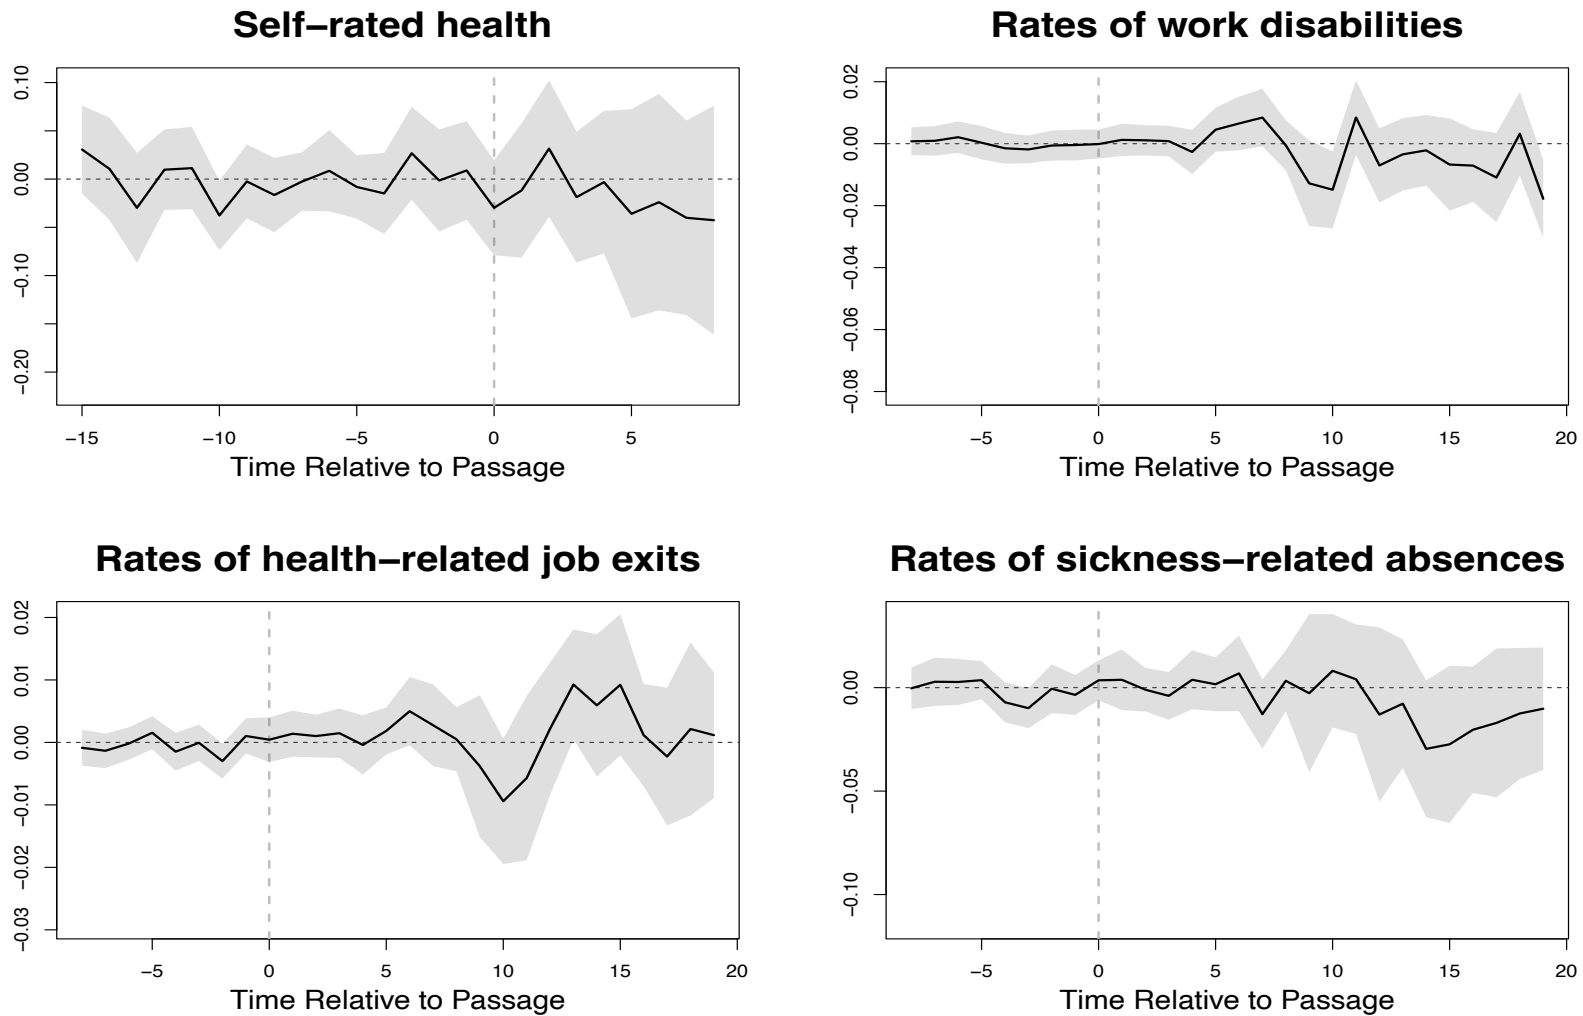 Self−rated health
0.10
0.00
−0.10
−0.20
−15 −10 −5 0 5
Time Relative to Passage
Rates of work disabilities
0.02
0.00
−0.02
−0.04
−0.06
−0.08
−5 0 5 10 15 20
Time Relative to Passage
Rates of health−related job exits
0.02
0.01
0.00
−0.01
−0.02
−0.03
−5 0 5 10 15 20
Time Relative to Passage
Rates of sickness−related absences
0.00
−0.05
−0.10
−5 0 5 10 15 20
Time Relative to Passage